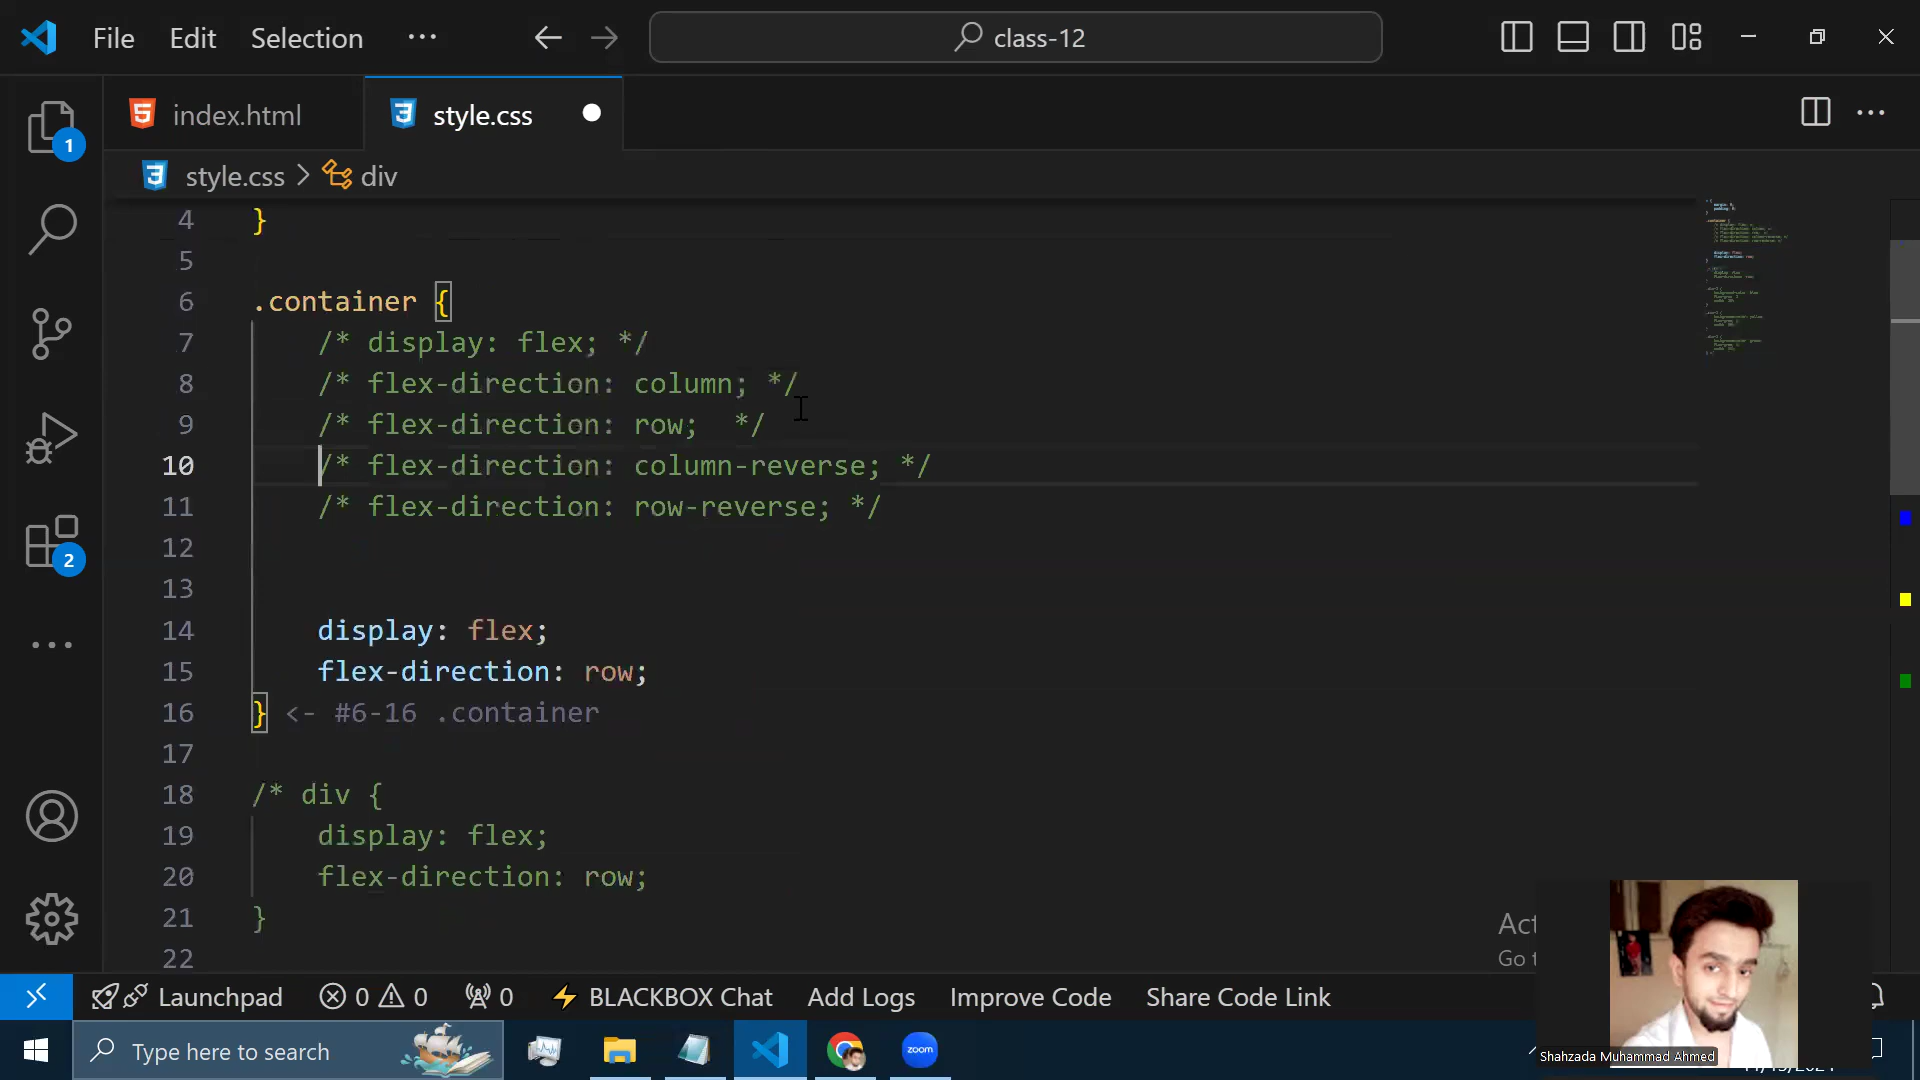 File Edit Selection ··· class-12
index.html style.css
style.css > div
4 }
5
6 .container {
7 /* display: flex; */
8 /* flex-direction: column; */
9 /* flex-direction: row;  */
10 /* flex-direction: column-reverse; */
11 /* flex-direction: row-reverse; */
12
13
14 display: flex;
15 flex-direction: row;
16 } <- #6-16 .container
17
18 /* div {
19 display: flex;
20 flex-direction: row;
21 }
22
1
2
Act
Go t
Launchpad 0 0 0 BLACKBOX Chat Add Logs Improve Code Share Code Link
Type here to search
zoom
Shahzada Muhammad Ahmed